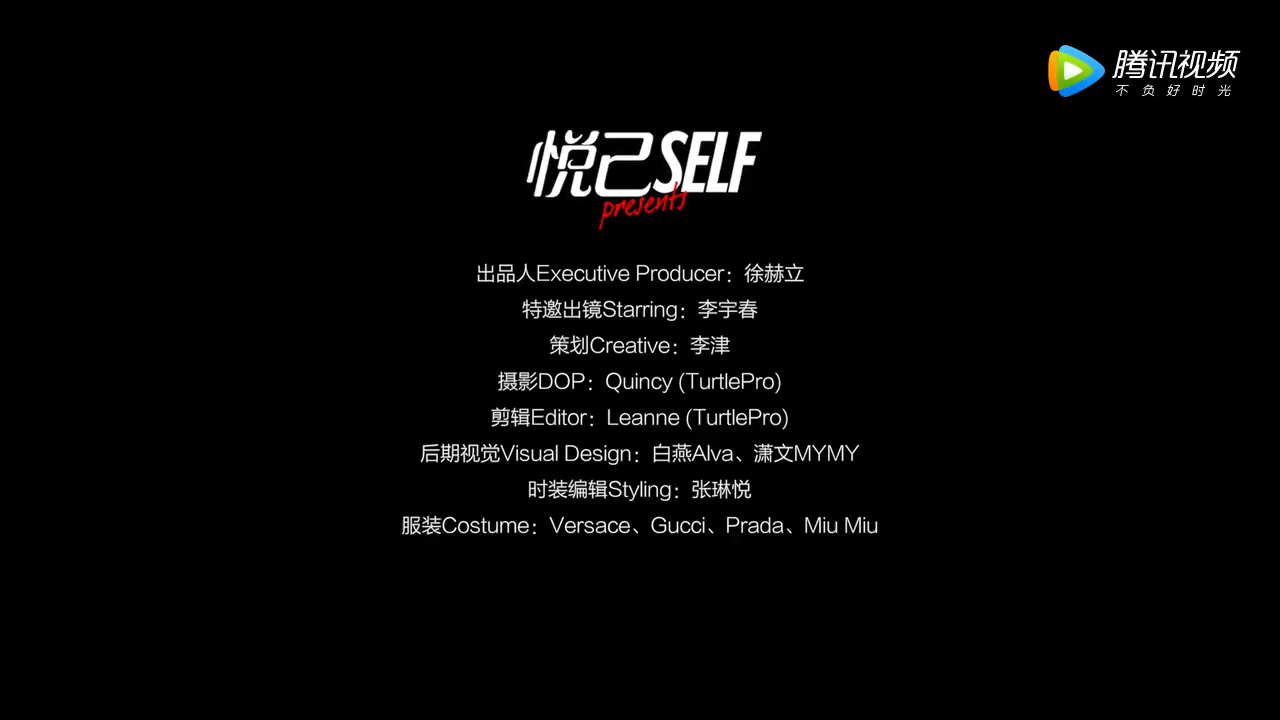 腾讯视频
不负好时光
悦己SELF
presents
出品人Executive Producer：徐赫立
特邀出镜Starring：李宇春
策划Creative：李津
摄影DOP：Quincy (TurtlePro)
剪辑Editor：Leanne (TurtlePro)
后期视觉Visual Design：白燕Alva、潇文MYMY
时装编辑Styling：张琳悦
服装Costume：Versace、Gucci、Prada、Miu Miu